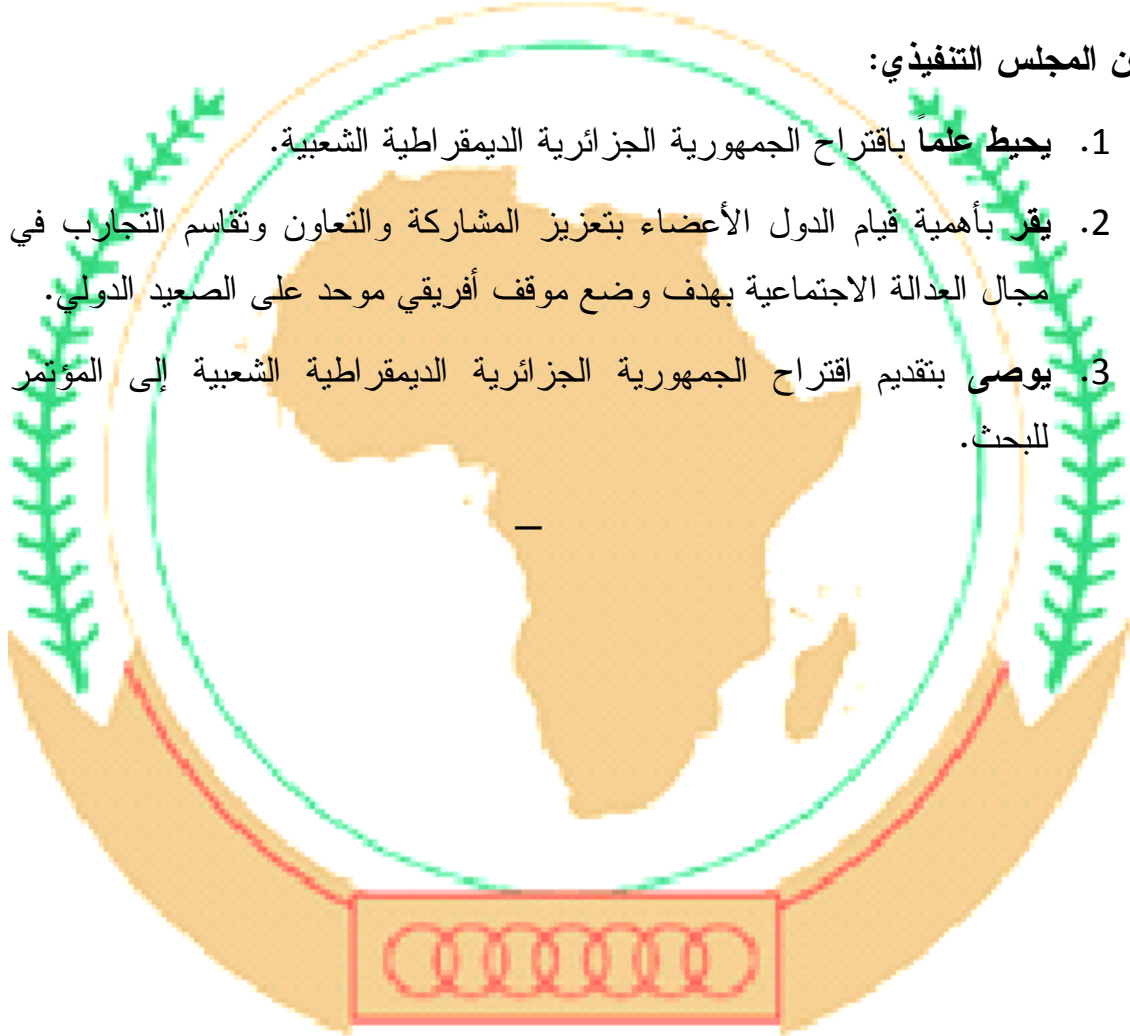 ن المجلس التنفيذي:
1. يحيط علماً باقتراح الجمهورية الجزائرية الديمقراطية الشعبية.
2. يقر بأهمية قيام الدول الأعضاء بتعزيز المشاركة والتعاون وتقاسم التجارب في
مجال العدالة الاجتماعية بهدف وضع موقف أفريقي موحد على الصعيد الدولي.
3. يوصى بتقديم اقتراح الجمهورية الجزائرية الديمقراطية الشعبية إلى المؤتمر
للبحث.